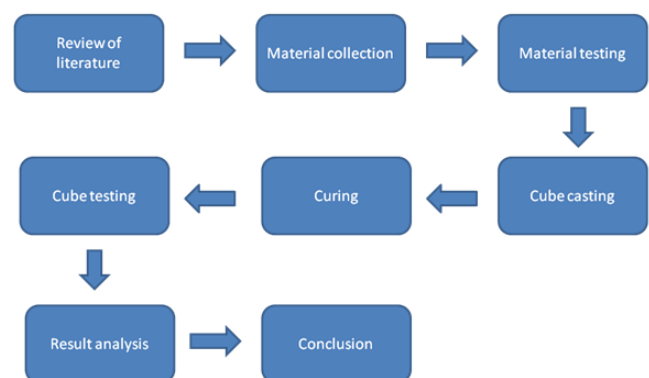 Review of
literature
Material collection
Material testing
Cube casting
Curing
Cube testing
Result analysis
Conclusion